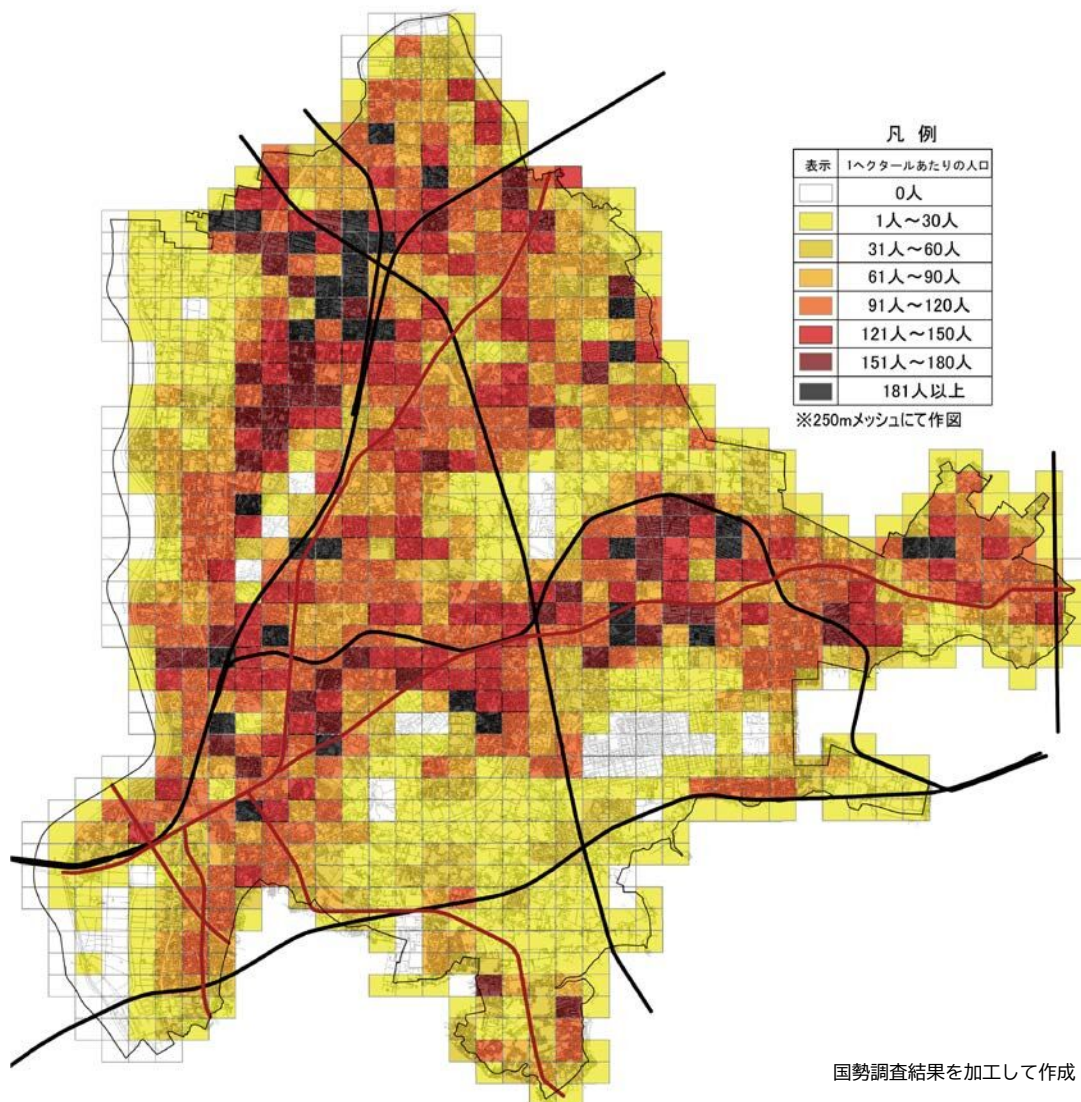 凡例
表示 1ヘクタールあたりの人口
0人
1人～30人
31人～60人
61人～90人
91人～120人
121人～150人
151人～180人
181人以上
※250mメッシュにて作図
国勢調査結果を加工して作成